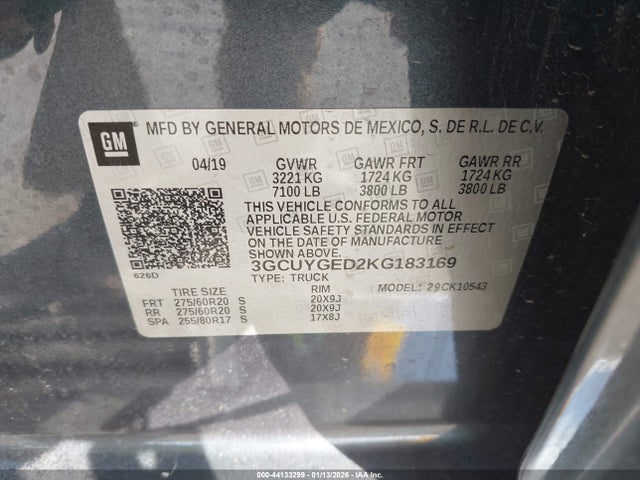 GM
MFD BY GENERAL MOTORS DE MEXICO, S. DE R.L. DE C.V.
04/19 GVWR GAWR FRT GAWR RR
3221 KG 1724 KG 1724 KG
7100 LB 3800 LB 3800 LB
THIS VEHICLE CONFORMS TO ALL
APPLICABLE U.S. FEDERAL MOTOR
VEHICLE SAFETY STANDARDS IN EFFECT
ON THE DATE OF MANUFACTURE SHOWN ABOVE.
3GCUYGED2KG183169
626D
TYPE: TRUCK MODEL: 29CK10543
TIRE SIZE RIM
FRT 275/60R20 S 20X9J
RR 275/60R20 S 20X9J
SPA 255/80R17 S 17X8J
000-44133299 — 01/13/2026 — IAA, Inc.